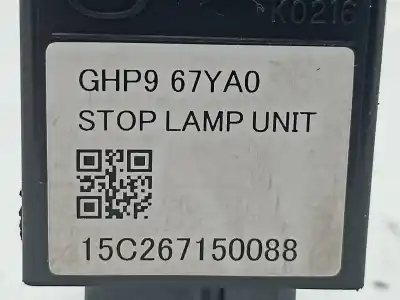 K0216
GHP9 67YA0
STOP LAMP UNIT
15C267150088